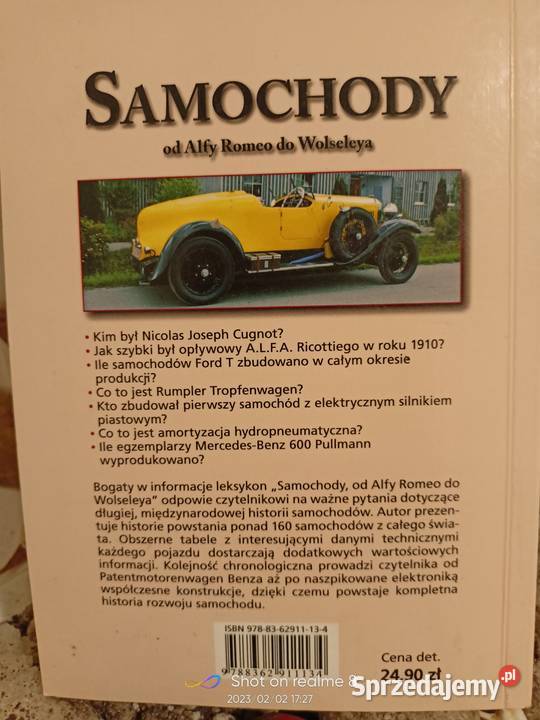 SAMOCHODY
od Alfy Romeo do Wolseleya
• Kim był Nicolas Joseph Cugnot?
• Jak szybki był opływowy A.L.F.A. Ricottiego w roku 1910?
• Ile samochodów Ford T zbudowano w całym okresie
produkcji?
• Co to jest Rumpler Tropfenwagen?
• Kto zbudował pierwszy samochód z elektrycznym silnikiem
piastowym?
• Co to jest amortyzacja hydropneumatyczna?
• Ile egzemplarzy Mercedes-Benz 600 Pullmann
wyprodukowano?
Bogaty w informacje leksykon „Samochody, od Alfy Romeo do
Wolseleya” odpowie czytelnikowi na ważne pytania dotyczące
długiej, międzynarodowej historii samochodów. Autor prezen-
tuje historie powstania ponad 160 samochodów z całego świa-
ta. Obszerne tabele z interesującymi danymi technicznymi
każdego pojazdu dostarczają dodatkowych wartościowych
informacji. Kolejność chronologiczna prowadzi czytelnika od
Patentmotorenwagen Benza aż po naszpikowane elektroniką
współczesne konstrukcje, dzięki czemu powstaje kompletna
historia rozwoju samochodu.
ISBN 978-83-62911-13-4
9788362911134
Cena det.
24,90 zł
Shot on realme 8
2023/02/02 17:27
Sprzedajemy.pl